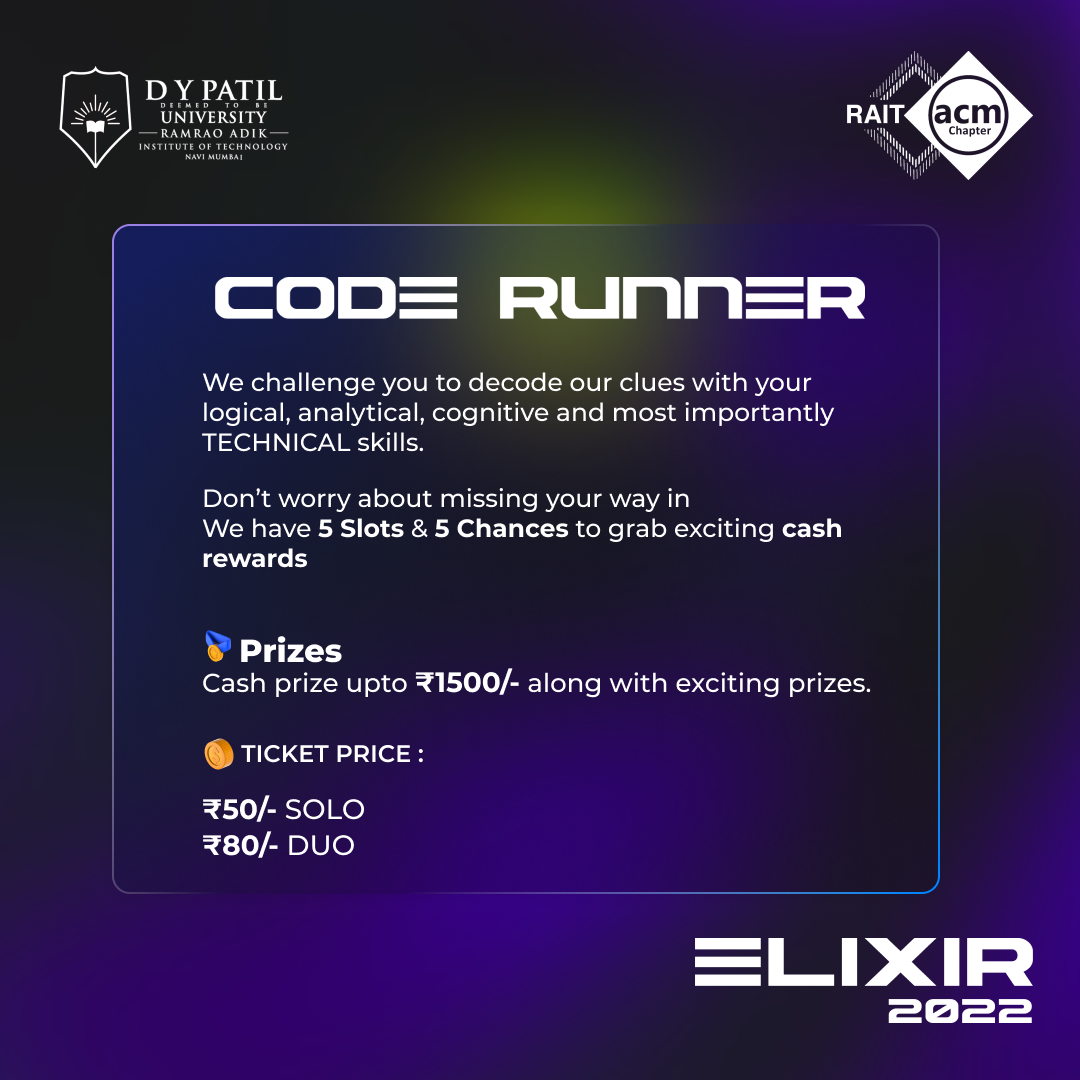 D Y PATIL
DEEMED TO BE
UNIVERSITY
RAMRAO ADIK
INSTITUTE OF TECHNOLOGY
NAVI MUMBAI
RAIT acm
Chapter
CODE RUNNER
We challenge you to decode our clues with your
logical, analytical, cognitive and most importantly
TECHNICAL skills.
Don’t worry about missing your way in
We have 5 Slots & 5 Chances to grab exciting cash
rewards
Prizes
Cash prize upto ₹1500/- along with exciting prizes.
TICKET PRICE :
₹50/- SOLO
₹80/- DUO
ELIXIR
2022